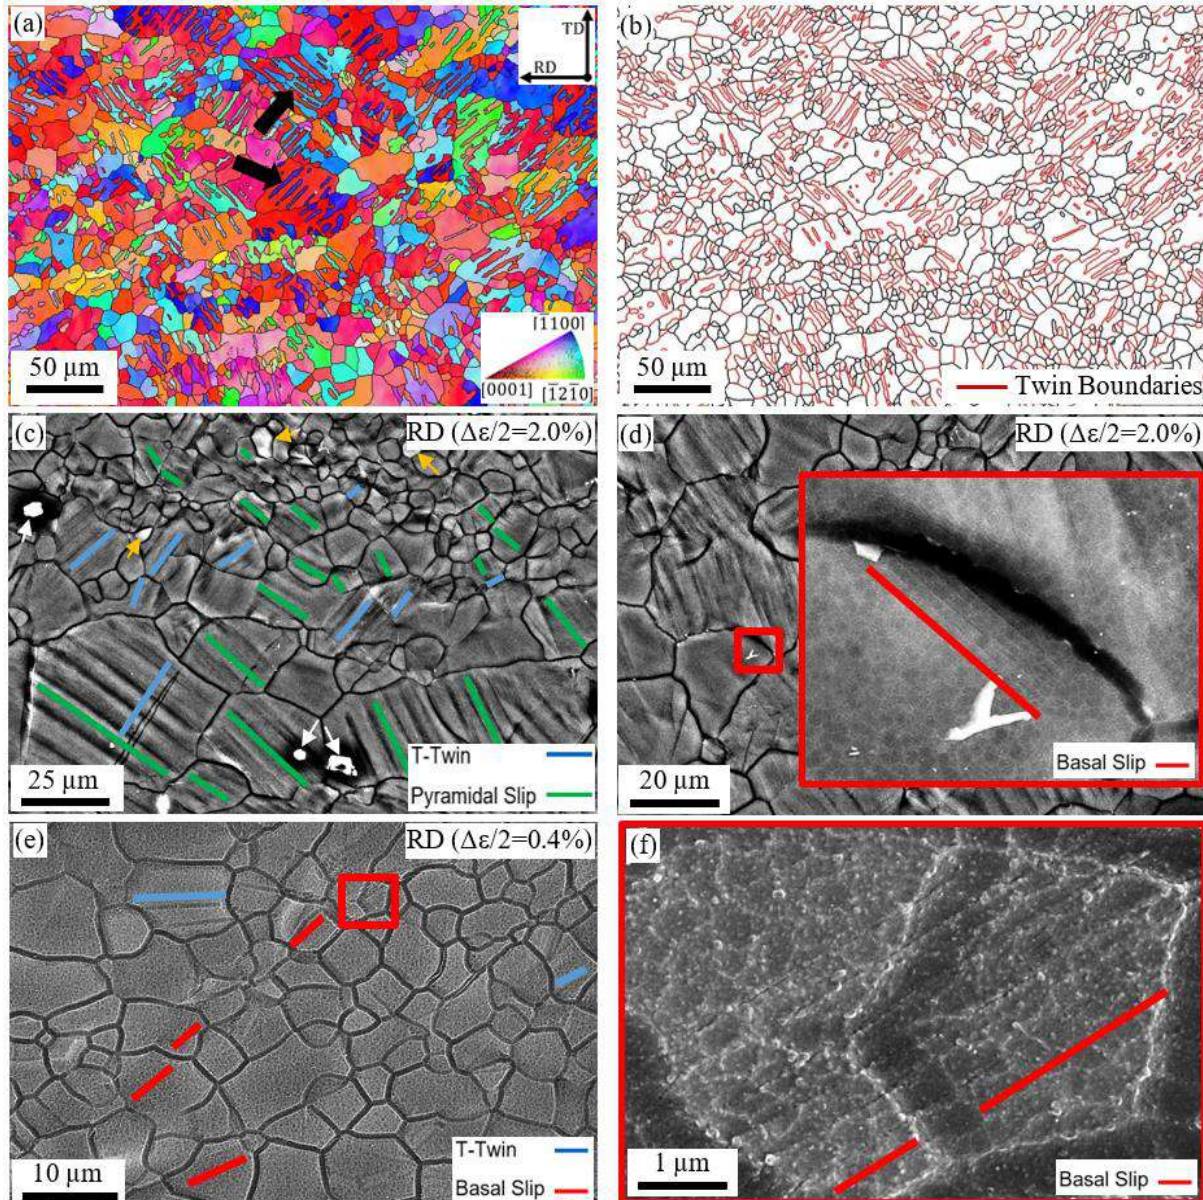 (a)
TD
RD
50 µm
[1̄100]
[0001]
[1̄21̄0]
(b)
50 µm
Twin Boundaries
(c)
RD (Δε/2=2.0%)
25 µm
T-Twin
Pyramidal Slip
(d)
RD (Δε/2=2.0%)
20 µm
Basal Slip
(e)
RD (Δε/2=0.4%)
10 µm
T-Twin
Basal Slip
(f)
1 µm
Basal Slip